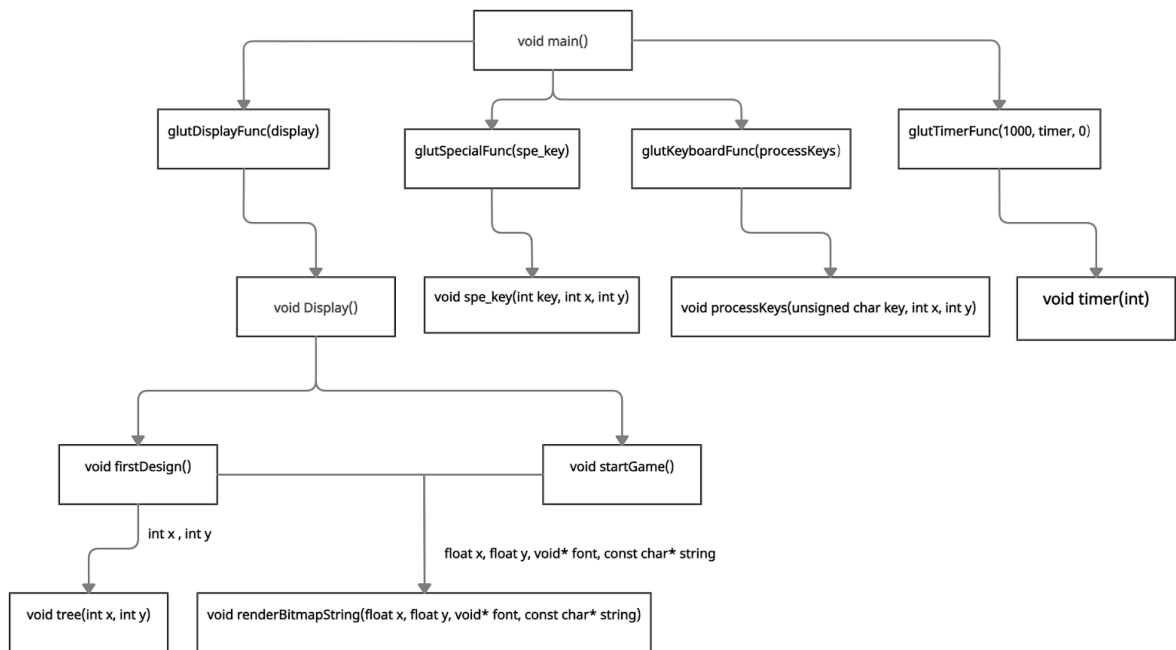 void main()
glutDisplayFunc(display)
glutSpecialFunc(spe_key)
glutKeyboardFunc(processKeys)
glutTimerFunc(1000, timer, 0)
void Display()
void spe_key(int key, int x, int y)
void processKeys(unsigned char key, int x, int y)
void timer(int)
void firstDesign()
void startGame()
int x , int y
float x, float y, void* font, const char* string
void tree(int x, int y)
void renderBitmapString(float x, float y, void* font, const char* string)